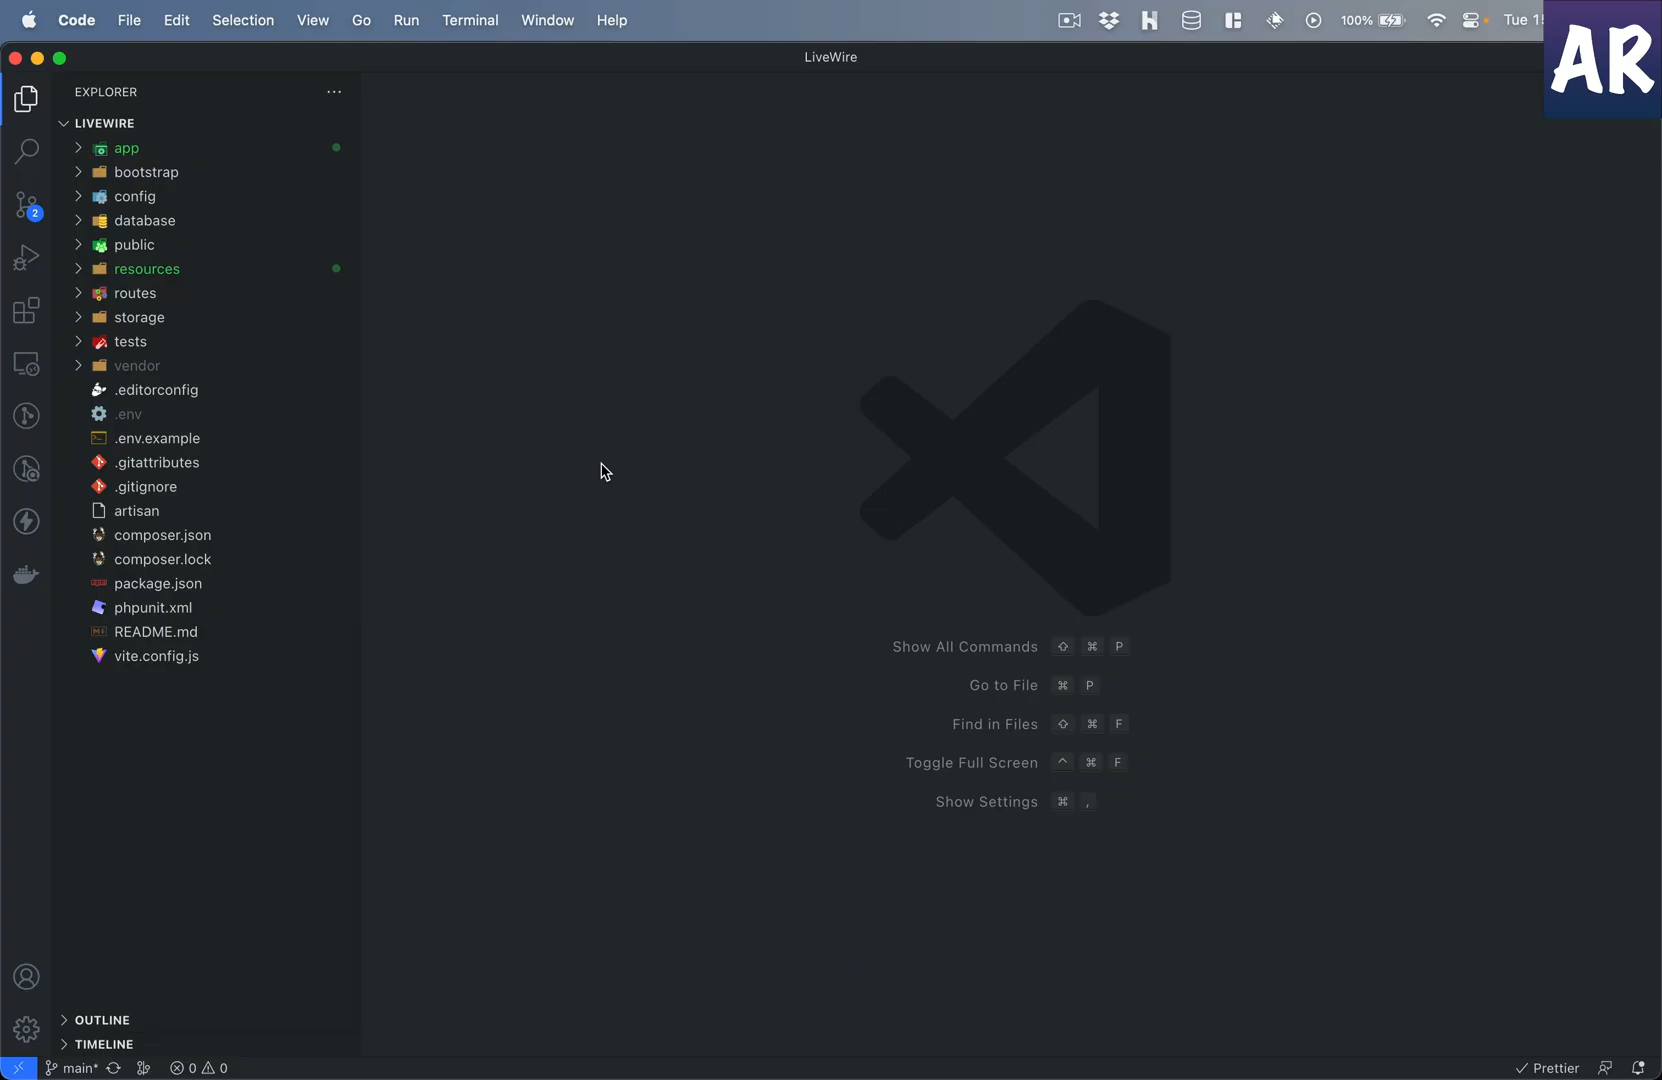 Code File Edit Selection View Go Run Terminal Window Help 100% Tue 1
LiveWire
AR
EXPLORER
LIVEWIRE
app
bootstrap
config
database
public
resources
routes
storage
tests
vendor
.editorconfig
.env
.env.example
.gitattributes
.gitignore
artisan
composer.json
composer.lock
package.json
phpunit.xml
README.md
vite.config.js
2
Show All Commands ⇧ ⌘ P
Go to File ⌘ P
Find in Files ⇧ ⌘ F
Toggle Full Screen ^ ⌘ F
Show Settings ⌘ ,
OUTLINE
TIMELINE
main* 0 0 Prettier